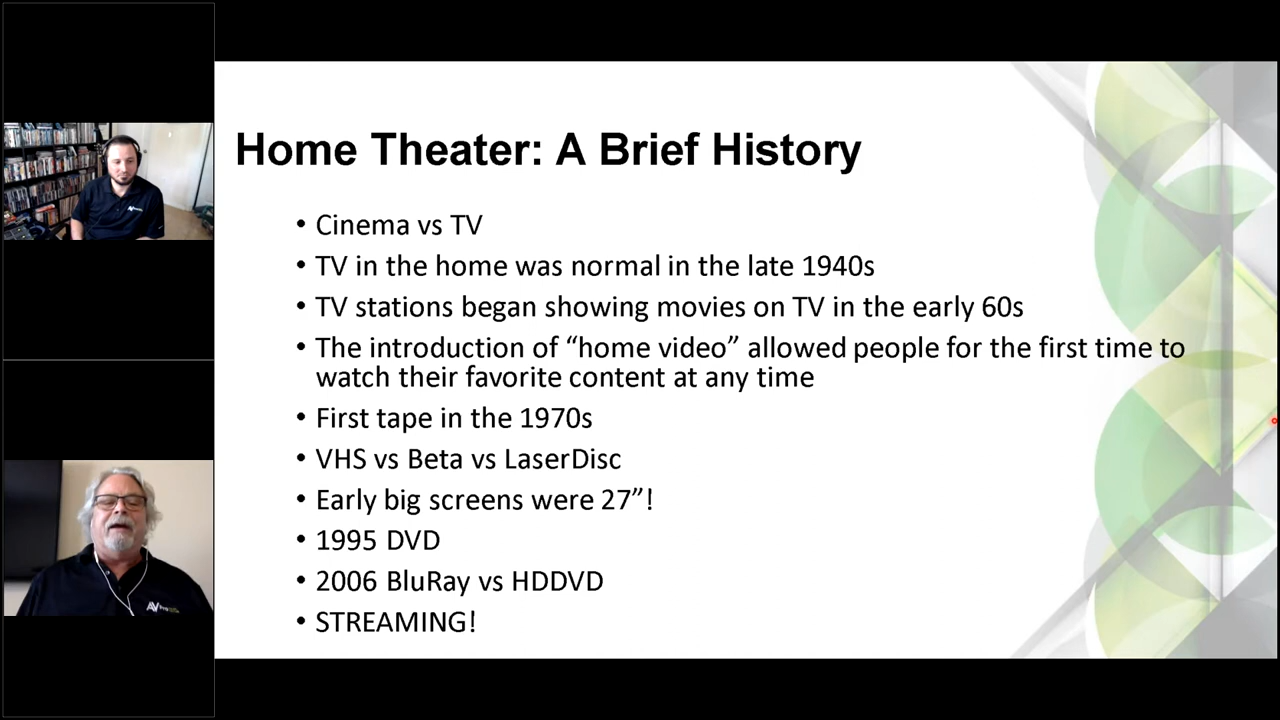 Home Theater: A Brief History
• Cinema vs TV
• TV in the home was normal in the late 1940s
• TV stations began showing movies on TV in the early 60s
• The introduction of “home video” allowed people for the first time to
watch their favorite content at any time
• First tape in the 1970s
• VHS vs Beta vs LaserDisc
• Early big screens were 27”!
• 1995 DVD
• 2006 BluRay vs HDDVD
• STREAMING!